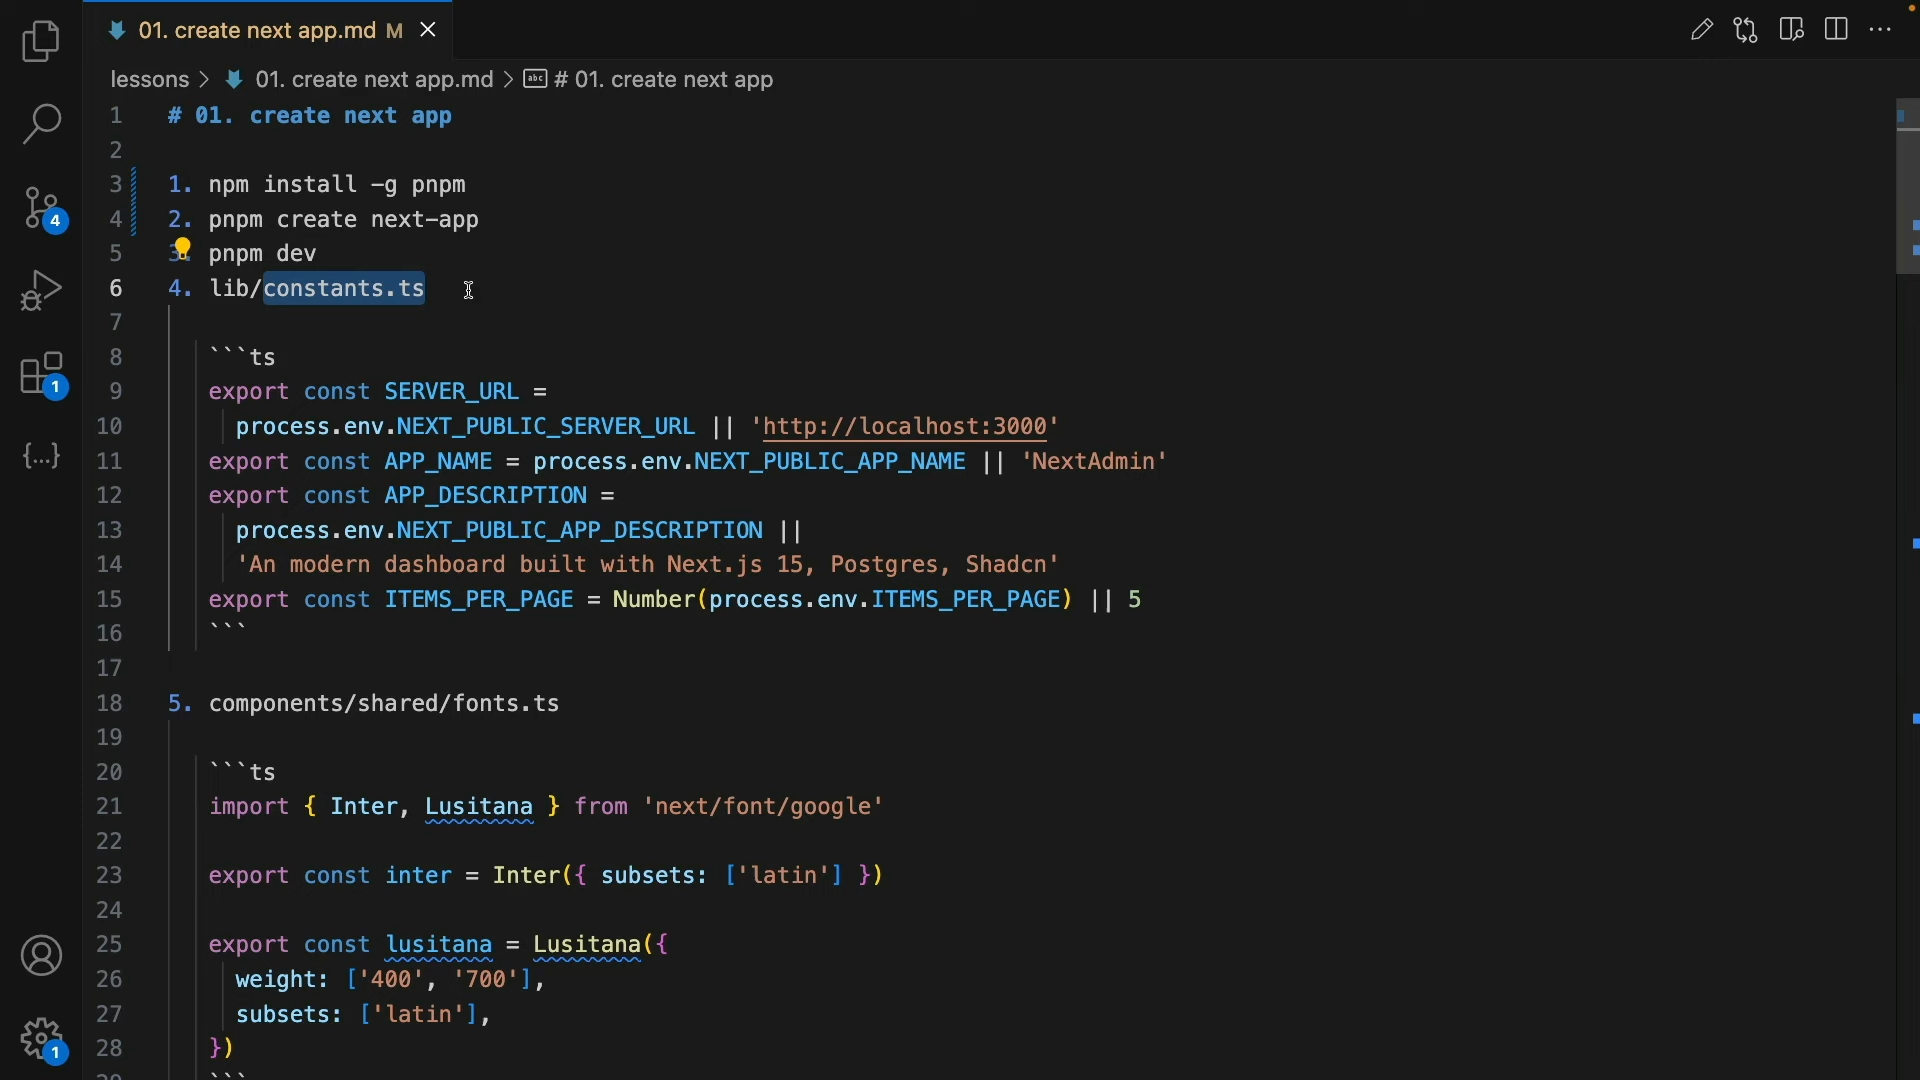 01. create next app.md M
lessons > 01. create next app.md > abc # 01. create next app
1 # 01. create next app
2
3 1. npm install -g pnpm
4 2. pnpm create next-app
5 3. pnpm dev
6 4. lib/constants.ts
7
8 ```ts
9 export const SERVER_URL =
10 process.env.NEXT_PUBLIC_SERVER_URL || 'http://localhost:3000'
11 export const APP_NAME = process.env.NEXT_PUBLIC_APP_NAME || 'NextAdmin'
12 export const APP_DESCRIPTION =
13 process.env.NEXT_PUBLIC_APP_DESCRIPTION ||
14 'An modern dashboard built with Next.js 15, Postgres, Shadcn'
15 export const ITEMS_PER_PAGE = Number(process.env.ITEMS_PER_PAGE) || 5
16 ```
17
18 5. components/shared/fonts.ts
19
20 ```ts
21 import { Inter, Lusitana } from 'next/font/google'
22
23 export const inter = Inter({ subsets: ['latin'] })
24
25 export const lusitana = Lusitana({
26 weight: ['400', '700'],
27 subsets: ['latin'],
28 })
29 ```
4
1
{...}
1